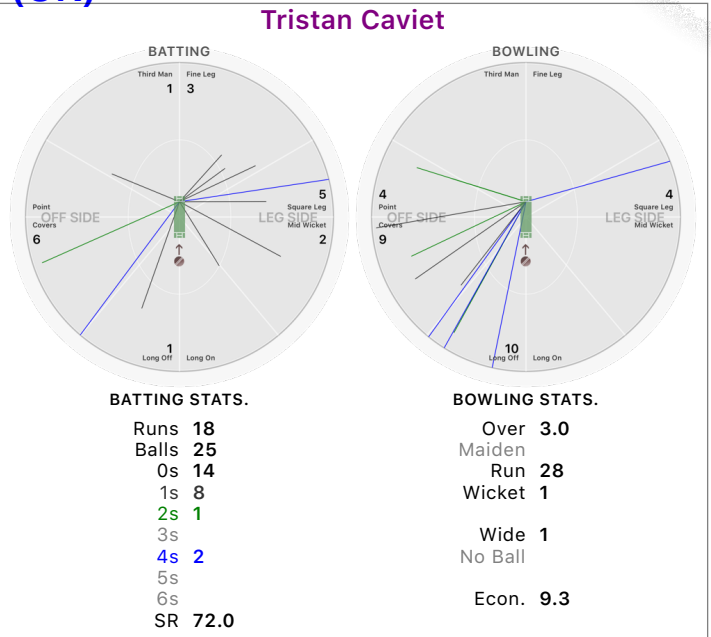 Tristan Caviet
BATTING
Third Man Fine Leg
1 3
Point
OFF SIDE
Covers
6
5
Square Leg
LEG SIDE
Mid Wicket
2
1
Long Off Long On
BOWLING
Third Man Fine Leg
4
Point
OFF SIDE
Covers
9
4
Square Leg
LEG SIDE
Mid Wicket
10
Long Off Long On
BATTING STATS.
Runs 18
Balls 25
0s 14
1s 8
2s 1
3s
4s 2
5s
6s
SR 72.0
BOWLING STATS.
Over 3.0
Maiden
Run 28
Wicket 1
Wide 1
No Ball
Econ. 9.3